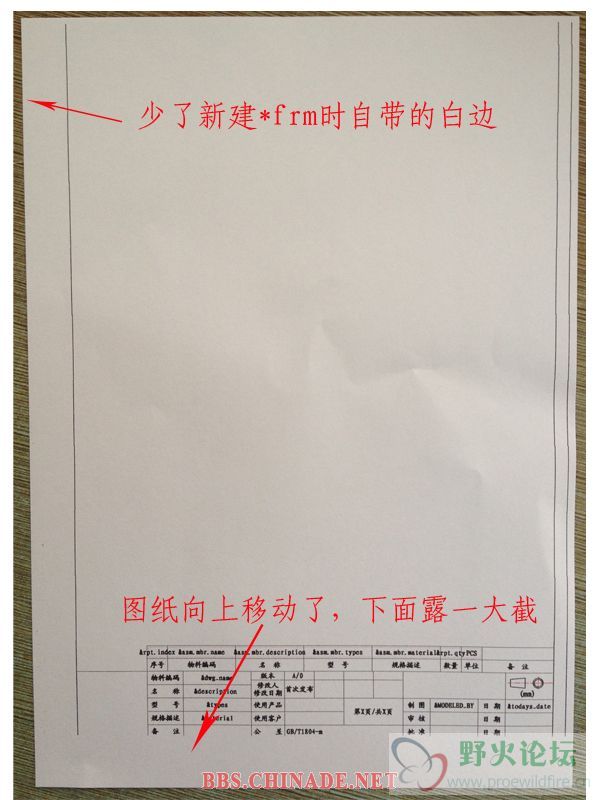 少了新建*frm时自带的白边
图纸向上移动了，下面露一大截
&rpt.index &asm.mbr.name &asm.mbr.description &asm.mbr.types &asm.mbr.material &rpt.qty PCS
序号 物料编码 名 称 型 号 规格描述 数量 单位 备 注
物料编码 &dwg.name 版本 A/0
名 称 &description 修改人 修改日期 首次发布 (mm)
型 号 &types 使用产品 第X页/共X页 制 图 &MODELED.BY 日 期 &todays.date
规格描述 使用客户 审 核 日 期
备 注 公 差 GB/T1804-m 批 准 日 期
BBS.CHINADE.NET
野火论坛
www.proewildfire.cn